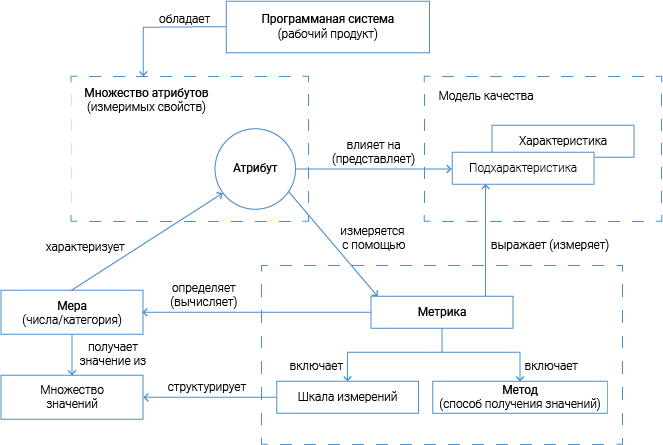 обладает
Программаная система
(рабочий продукт)
Множество атрибутов
(измеримых свойств)
Модель качества
Характеристика
Подхарактеристика
Атрибут
влияет на
(представляет)
характеризует
измеряется
с помощью
выражает (измеряет)
определяет
(вычисляет)
Мера
(числа/категория)
Метрика
получает
значение из
включает
включает
Множество
значений
структурирует
Шкала измерений
Метод
(способ получения значений)